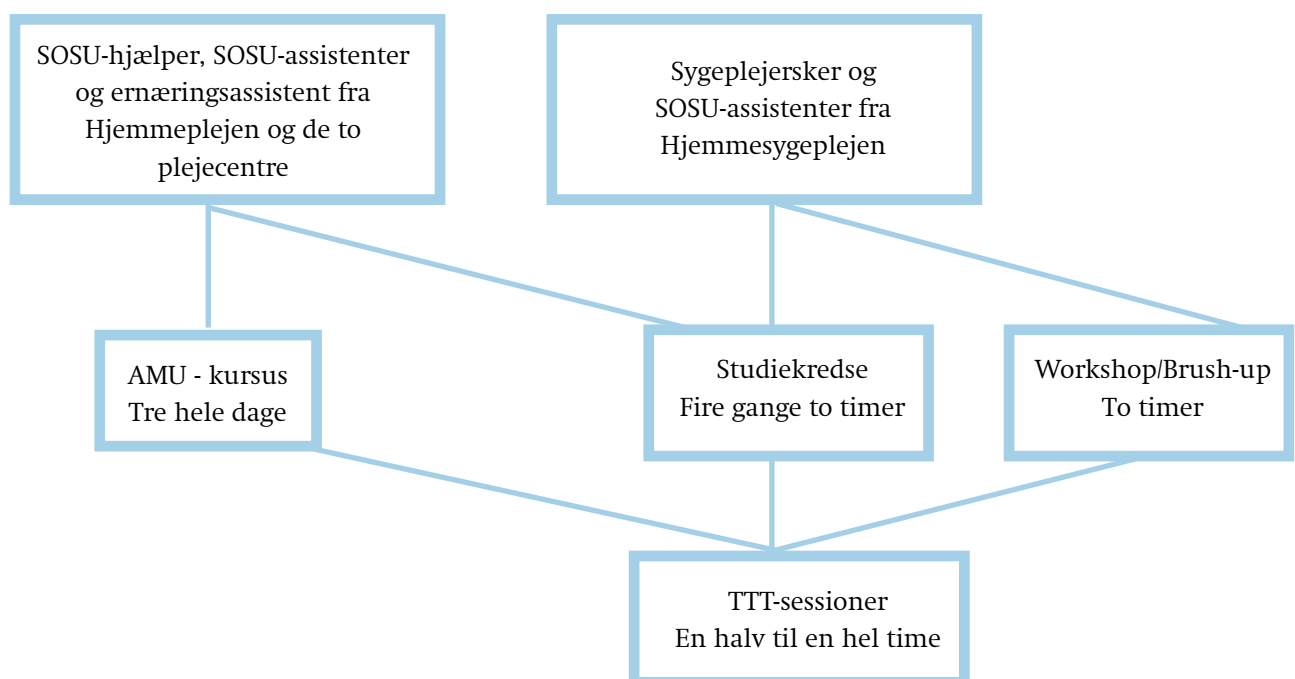 SOSU-hjælper, SOSU-assistenter
og ernæringsassistent fra
Hjemmeplejen og de to
plejecentre
Sygeplejersker og
SOSU-assistenter fra
Hjemmesygeplejen
AMU - kursus
Tre hele dage
Studiekredse
Fire gange to timer
Workshop/Brush-up
To timer
TTT-sessioner
En halv til en hel time